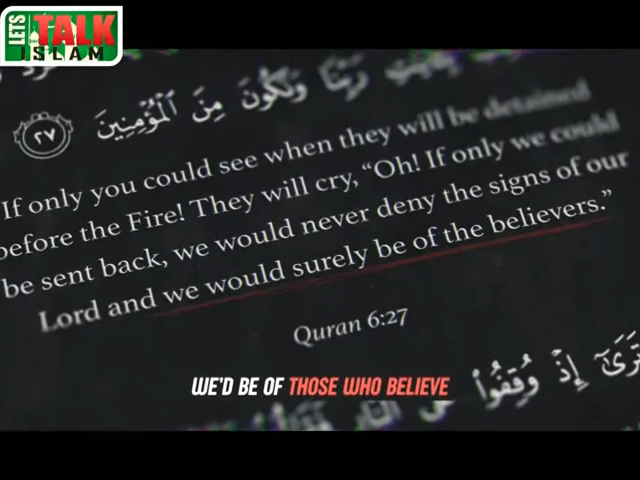 LETS
TALK
ISLAM
رَبِّنَا وَنَكُونَ مِنَ الْمُؤْمِنِينَ
٢٧
If only you could see when they will be detained
before the Fire! They will cry, “Oh! If only we could
be sent back, we would never deny the signs of our
Lord and we would surely be of the believers.”
Quran 6:27
WE'D BE OF THOSE WHO BELIEVE
إِذْ وُقِفُوا۟